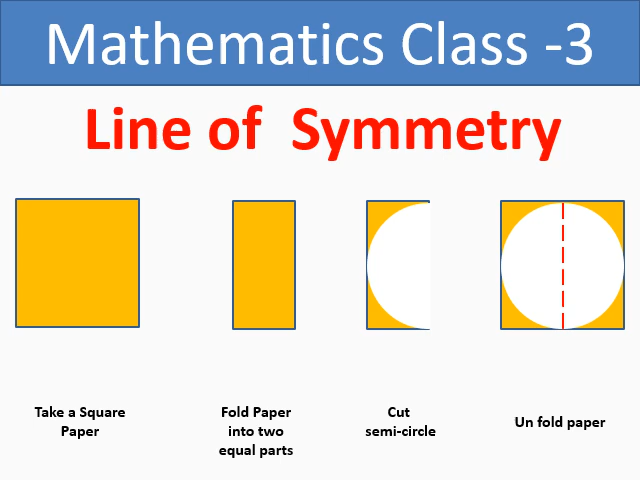 Mathematics Class -3
Line of Symmetry
Take a Square
Paper
Fold Paper
into two
equal parts
Cut
semi-circle
Un fold paper